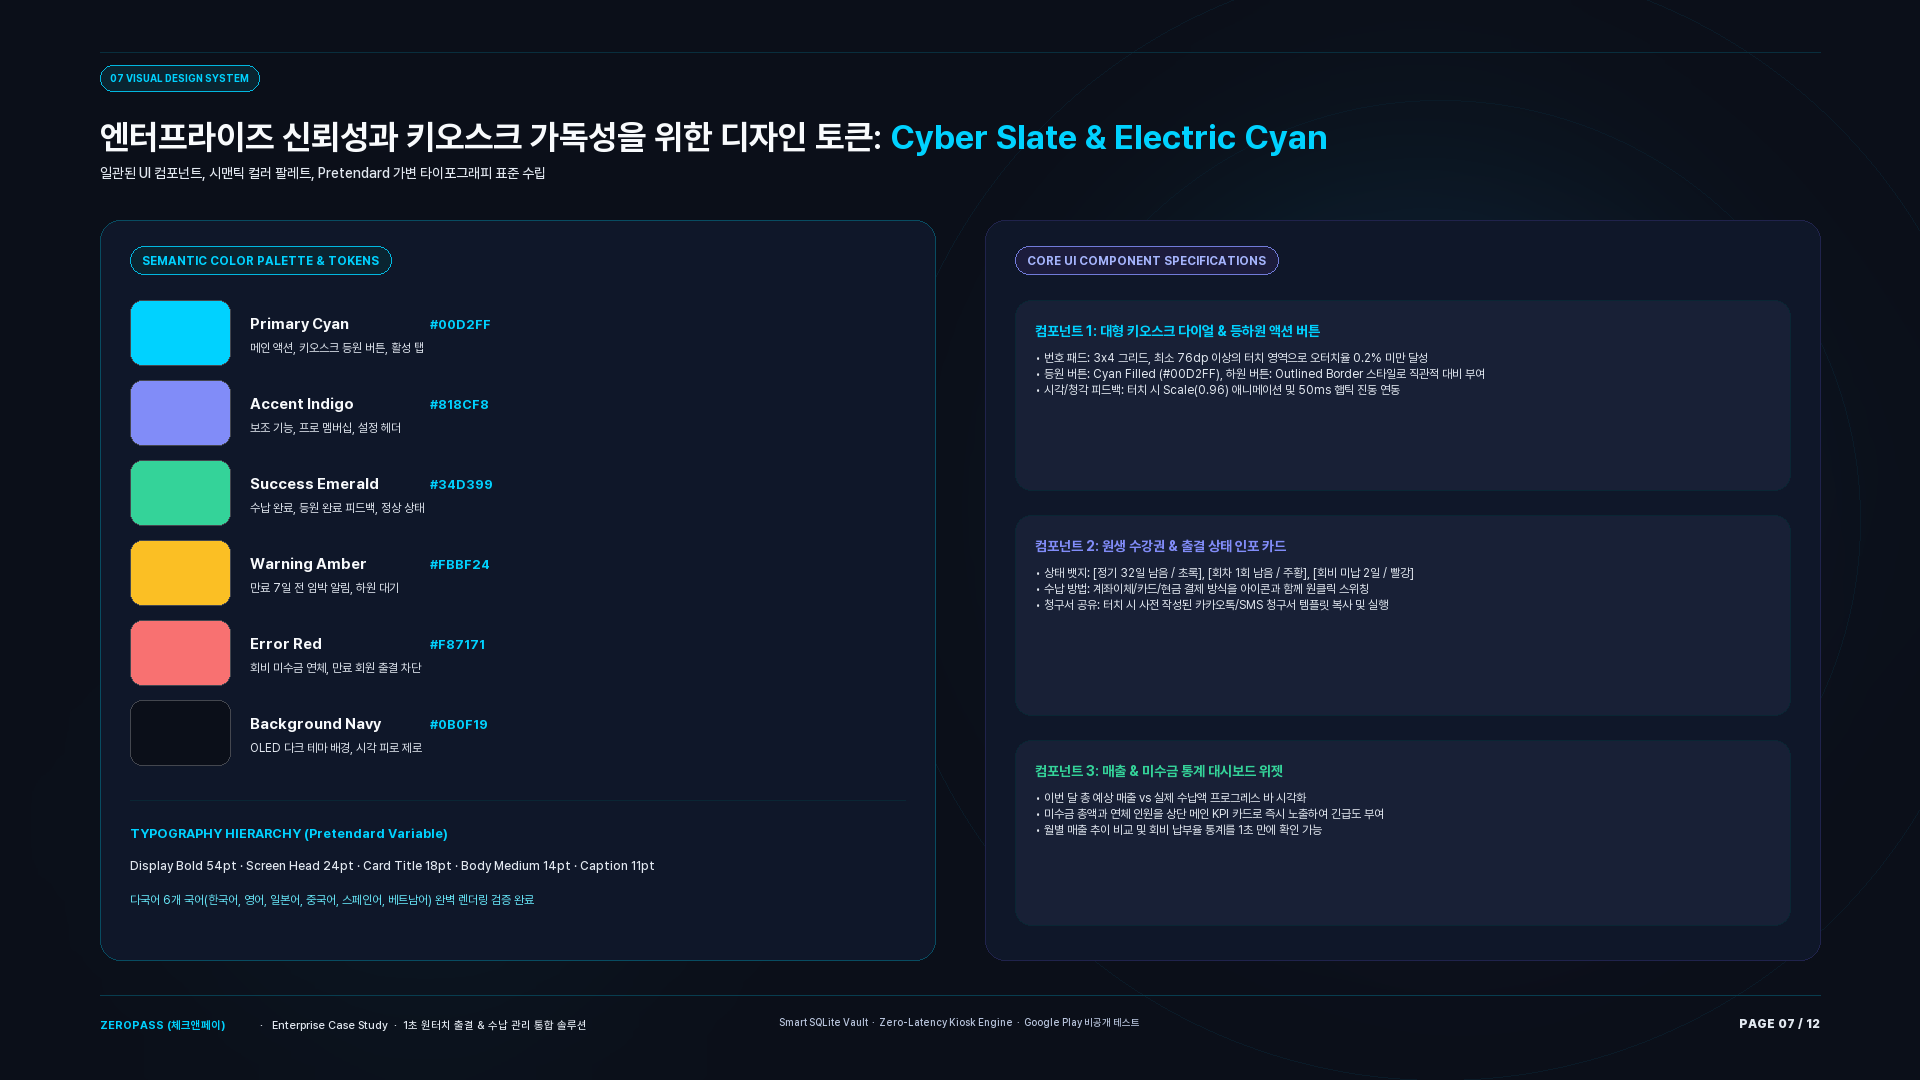 07 VISUAL DESIGN SYSTEM
엔터프라이즈 신뢰성과 키오스크 가독성을 위한 디자인 토큰: Cyber Slate & Electric Cyan
일관된 UI 컴포넌트, 시맨틱 컬러 팔레트, Pretendard 가변 타이포그래피 표준 수립
SEMANTIC COLOR PALETTE & TOKENS
Primary Cyan #00D2FF
메인 액션, 키오스크 등원 버튼, 활성 탭
Accent Indigo #818CF8
보조 기능, 프로 멤버십, 설정 헤더
Success Emerald #34D399
수납 완료, 등원 완료 피드백, 정상 상태
Warning Amber #FBBF24
만료 7일 전 임박 알림, 하원 대기
Error Red #F87171
회비 미수금 연체, 만료 회원 출결 차단
Background Navy #0B0F19
OLED 다크 테마 배경, 시각 피로 제로
TYPOGRAPHY HIERARCHY (Pretendard Variable)
Display Bold 54pt · Screen Head 24pt · Card Title 18pt · Body Medium 14pt · Caption 11pt
다국어 6개 국어(한국어, 영어, 일본어, 중국어, 스페인어, 베트남어) 완벽 렌더링 검증 완료
CORE UI COMPONENT SPECIFICATIONS
컴포넌트 1: 대형 키오스크 다이얼 & 등하원 액션 버튼
• 번호 패드: 3x4 그리드, 최소 76dp 이상의 터치 영역으로 오터치율 0.2% 미만 달성
• 등원 버튼: Cyan Filled (#00D2FF), 하원 버튼: Outlined Border 스타일로 직관적 대비 부여
• 시각/청각 피드백: 터치 시 Scale(0.96) 애니메이션 및 50ms 햅틱 진동 연동
컴포넌트 2: 원생 수강권 & 출결 상태 인포 카드
• 상태 뱃지: [정기 32일 남음 / 초록], [회차 1회 남음 / 주황], [회비 미납 2일 / 빨강]
• 수납 방법: 계좌이체/카드/현금 결제 방식을 아이콘과 함께 원클릭 스위칭
• 청구서 공유: 터치 시 사전 작성된 카카오톡/SMS 청구서 템플릿 복사 및 실행
컴포넌트 3: 매출 & 미수금 통계 대시보드 위젯
• 이번 달 총 예상 매출 vs 실제 수납액 프로그레스 바 시각화
• 미수금 총액과 연체 인원을 상단 메인 KPI 카드로 즉시 노출하여 긴급도 부여
• 월별 매출 추이 비교 및 회비 납부율 통계를 1초 만에 확인 가능
ZEROPASS (체크앤페이) · Enterprise Case Study · 1초 원터치 출결 & 수납 관리 통합 솔루션
Smart SQLite Vault · Zero-Latency Kiosk Engine · Google Play 비공개 테스트
PAGE 07 / 12